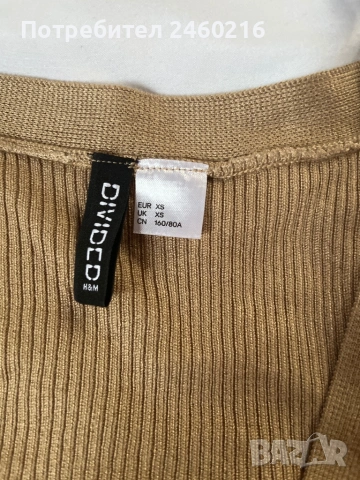 Потребител 2460216
DIVIDED
H&M
EUR XS
UK XS
CN 160/80A
BAZAR